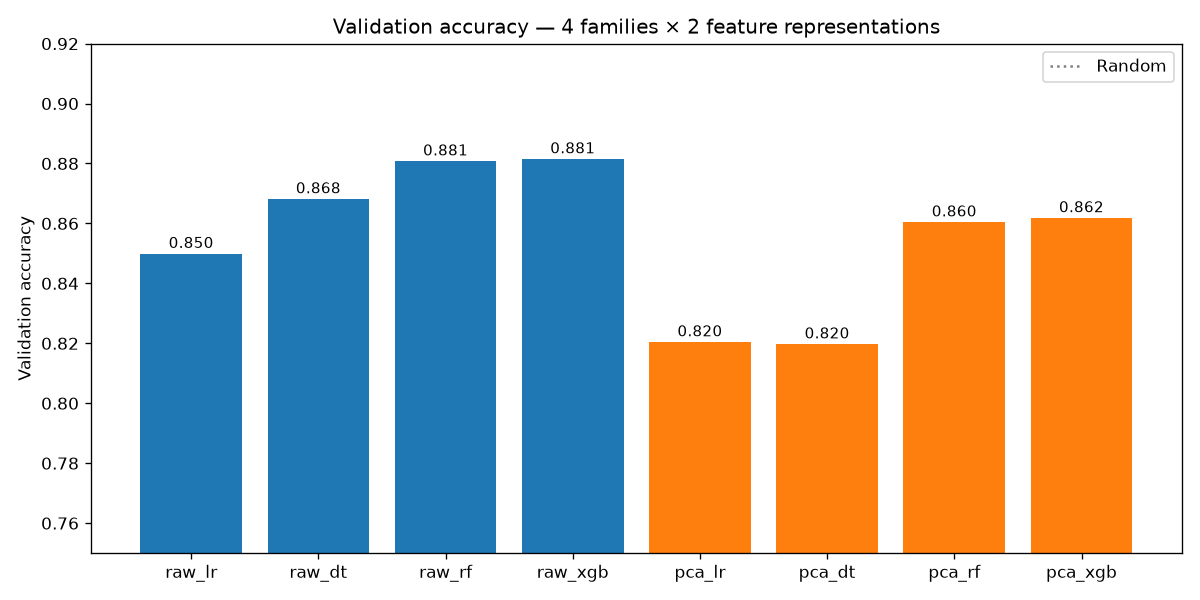 Validation accuracy — 4 families × 2 feature representations
Random
Validation accuracy
0.92
0.90
0.88
0.86
0.84
0.82
0.80
0.78
0.76
0.850
0.868
0.881
0.881
0.820
0.820
0.860
0.862
raw_lr
raw_dt
raw_rf
raw_xgb
pca_lr
pca_dt
pca_rf
pca_xgb